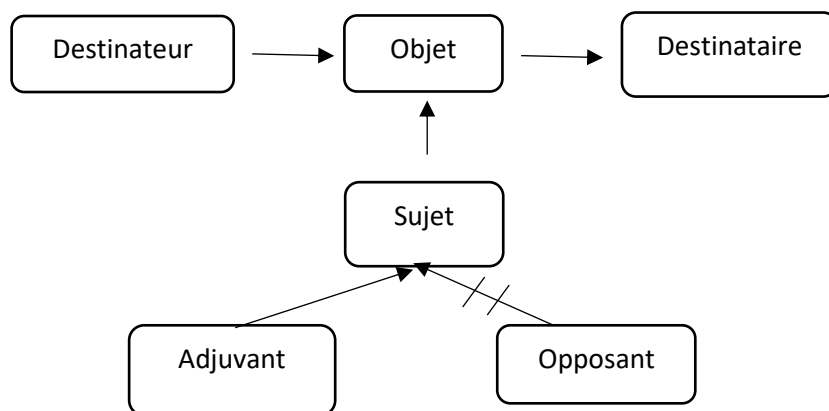 Destinateur
Objet
Destinataire
Sujet
Adjuvant
Opposant